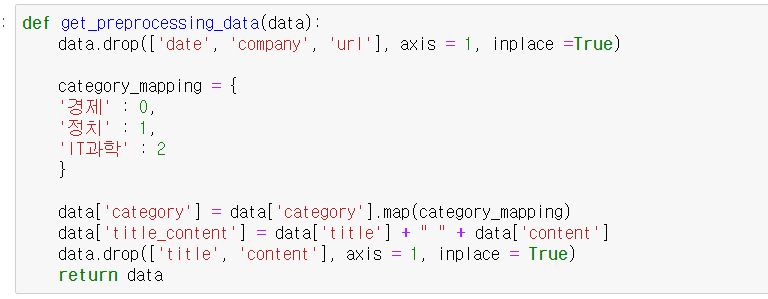 : def get_preprocessing_data(data):
    data.drop(['date', 'company', 'url'], axis = 1, inplace =True)

    category_mapping = {
    '경제' : 0,
    '정치' : 1,
    'IT과학' : 2
    }

    data['category'] = data['category'].map(category_mapping)
    data['title_content'] = data['title'] + " " + data['content']
    data.drop(['title', 'content'], axis = 1, inplace = True)
    return data